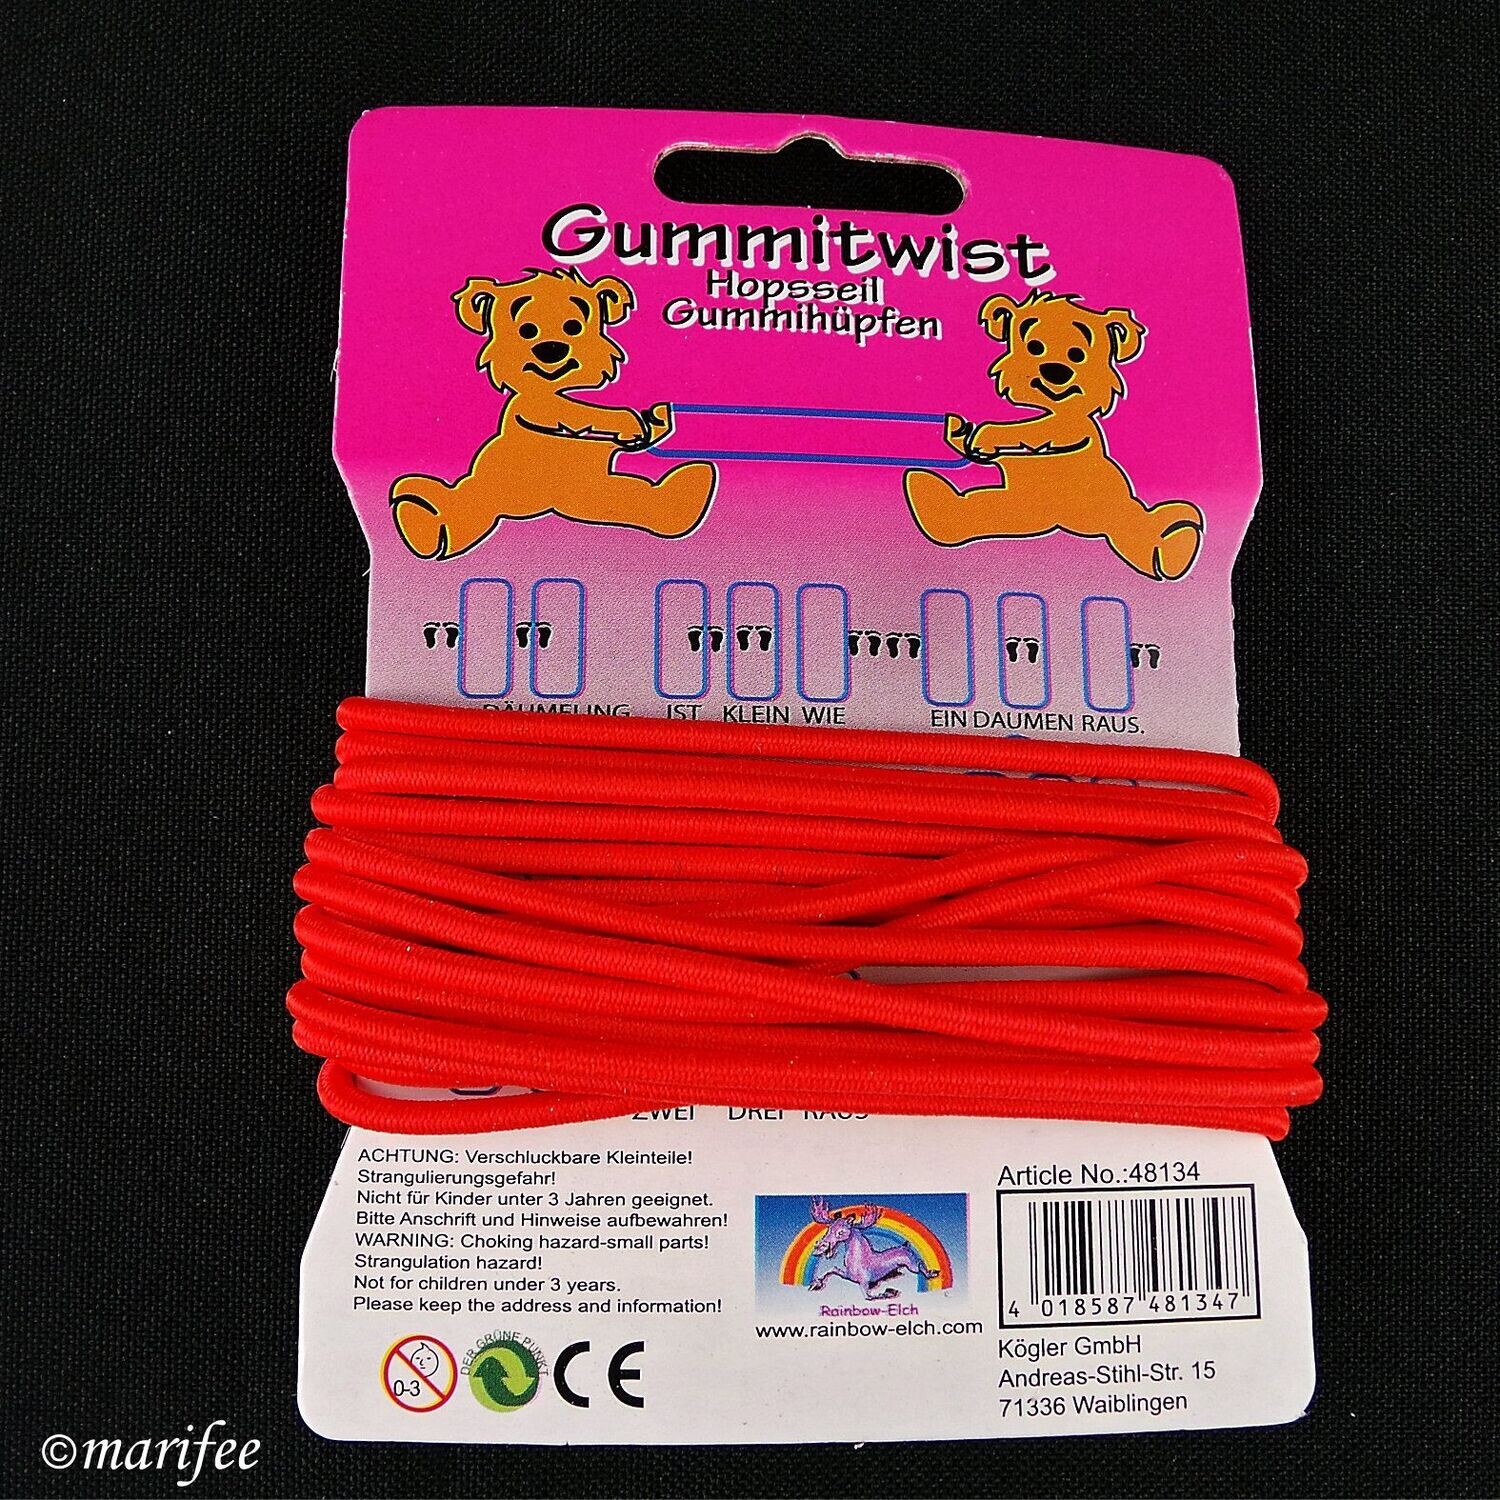 Gummitwist
Hopsseil
Gummihüpfen
DÄUMELING IST KLEIN WIE EIN DAUMEN RAUS.
ZWEI DREI RAUS
ACHTUNG: Verschluckbare Kleinteile!
Strangulierungsgefahr!
Nicht für Kinder unter 3 Jahren geeignet.
Bitte Anschrift und Hinweise aufbewahren!
WARNING: Choking hazard-small parts!
Strangulation hazard!
Not for children under 3 years.
Please keep the address and information!
0-3
DER GRÜNE PUNKT
CE
Rainbow-Elch
www.rainbow-elch.com
Article No.:48134
4 018587 481347
Kögler GmbH
Andreas-Stihl-Str. 15
71336 Waiblingen
©marifee